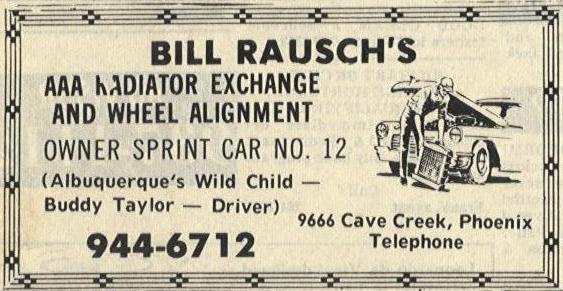 BILL RAUSCH'S
AAA RADIATOR EXCHANGE
AND WHEEL ALIGNMENT
OWNER SPRINT CAR NO. 12
(Albuquerque's Wild Child —
Buddy Taylor — Driver)
944-6712
9666 Cave Creek, Phoenix
Telephone